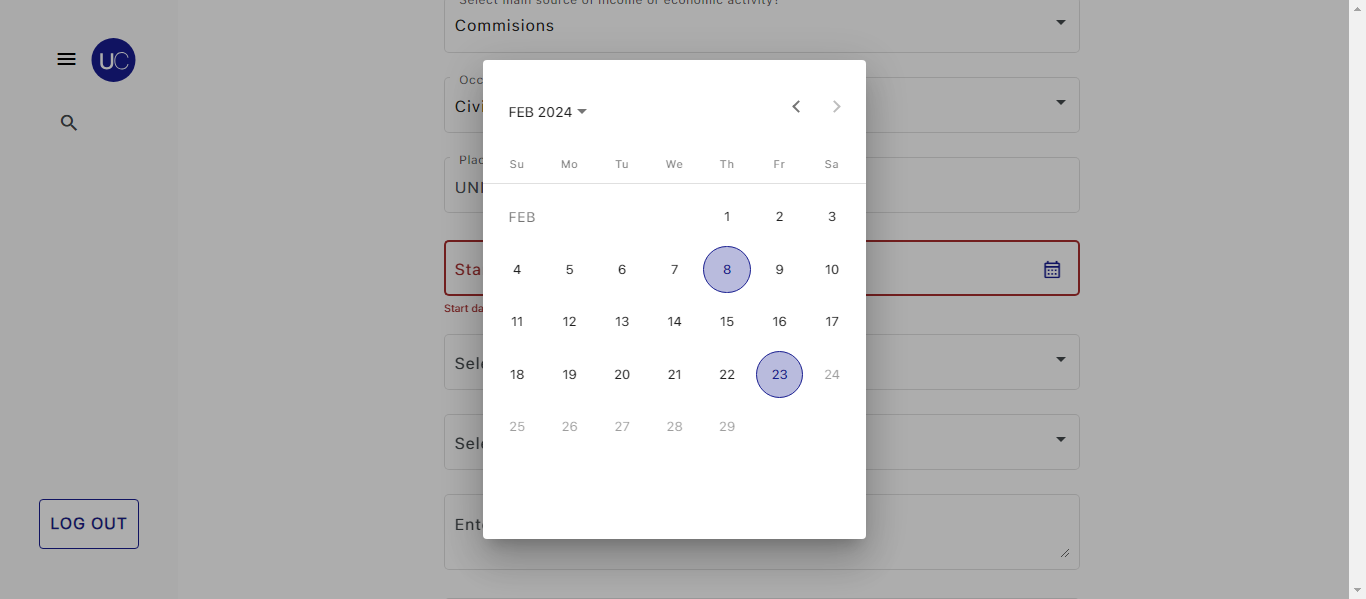 Select main source of income or economic activity?
Commisions
UC
Occ
Civi
Plac
UNI
FEB 2024
Su Mo Tu We Th Fr Sa
FEB 1 2 3
4 5 6 7 8 9 10
11 12 13 14 15 16 17
18 19 20 21 22 23 24
25 26 27 28 29
Sta
Start da
Sele
Sele
Ente
LOG OUT